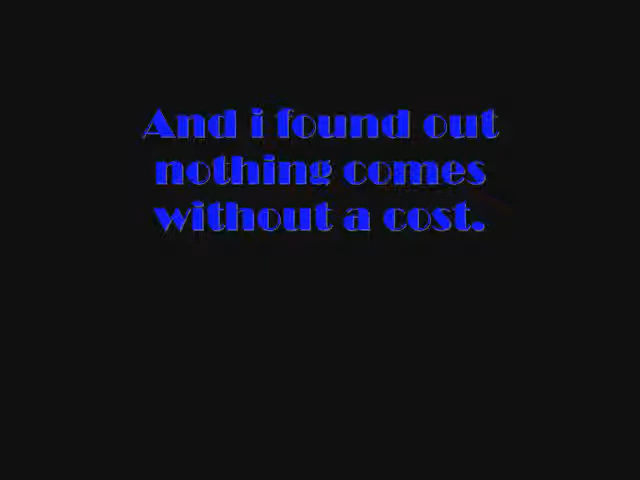 And i found out
nothing comes
without a cost.